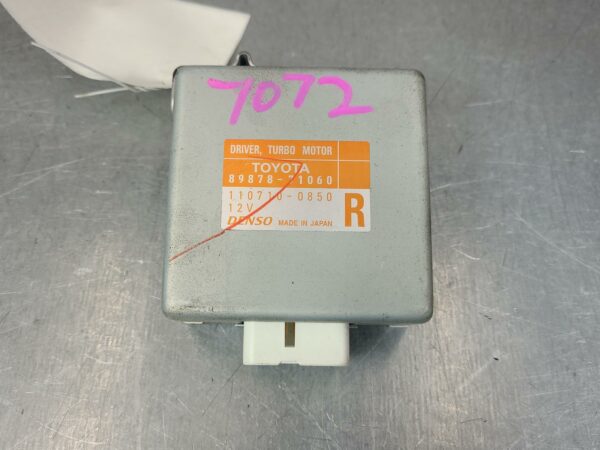 7072
DRIVER, TURBO MOTOR
TOYOTA
89878-71060
110710-0850
12V
DENSO MADE IN JAPAN
R